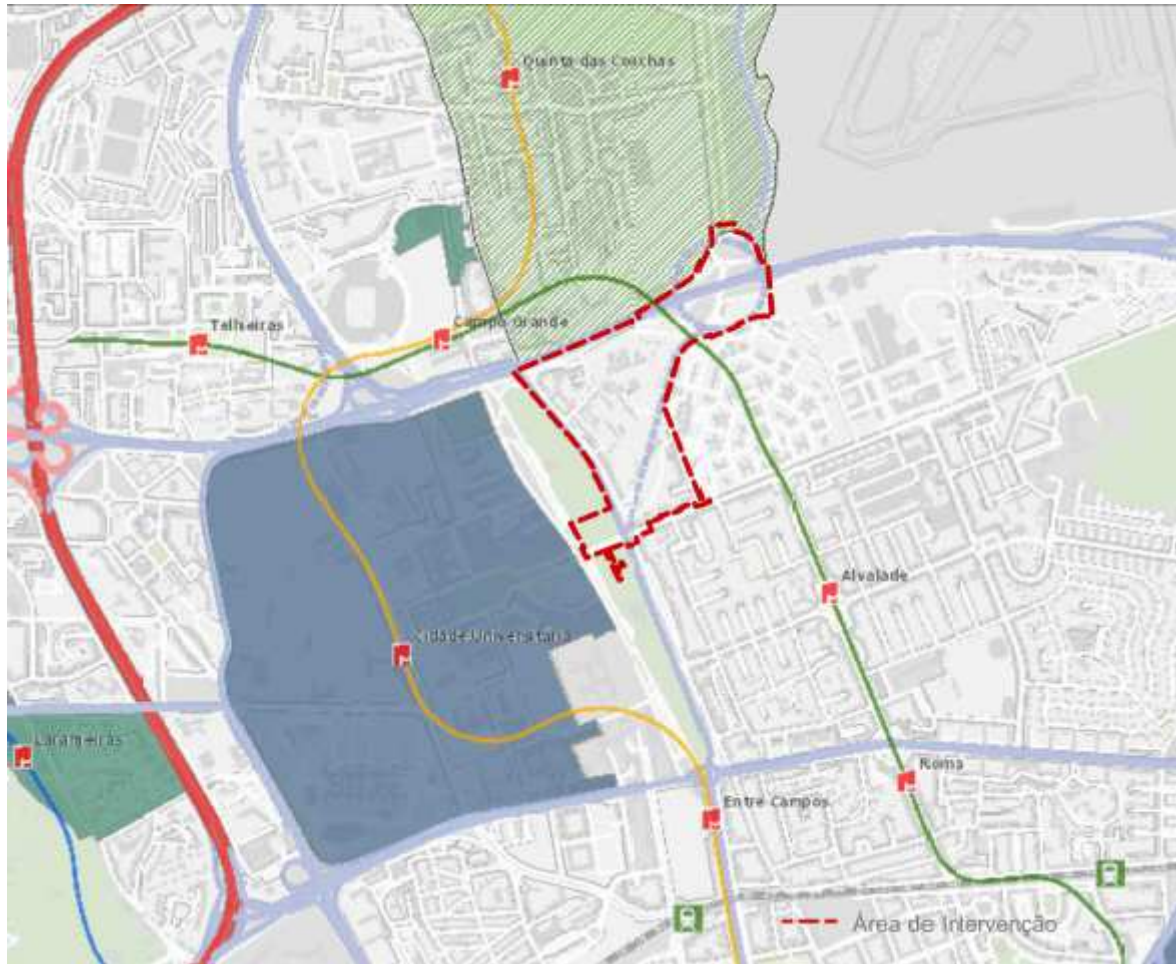 Quinta das Conchas
Telheiras
Campo Grande
Alvalade
Cidade Universitária
Laranjeiras
Roma
Entre Campos
Área de Intervenção